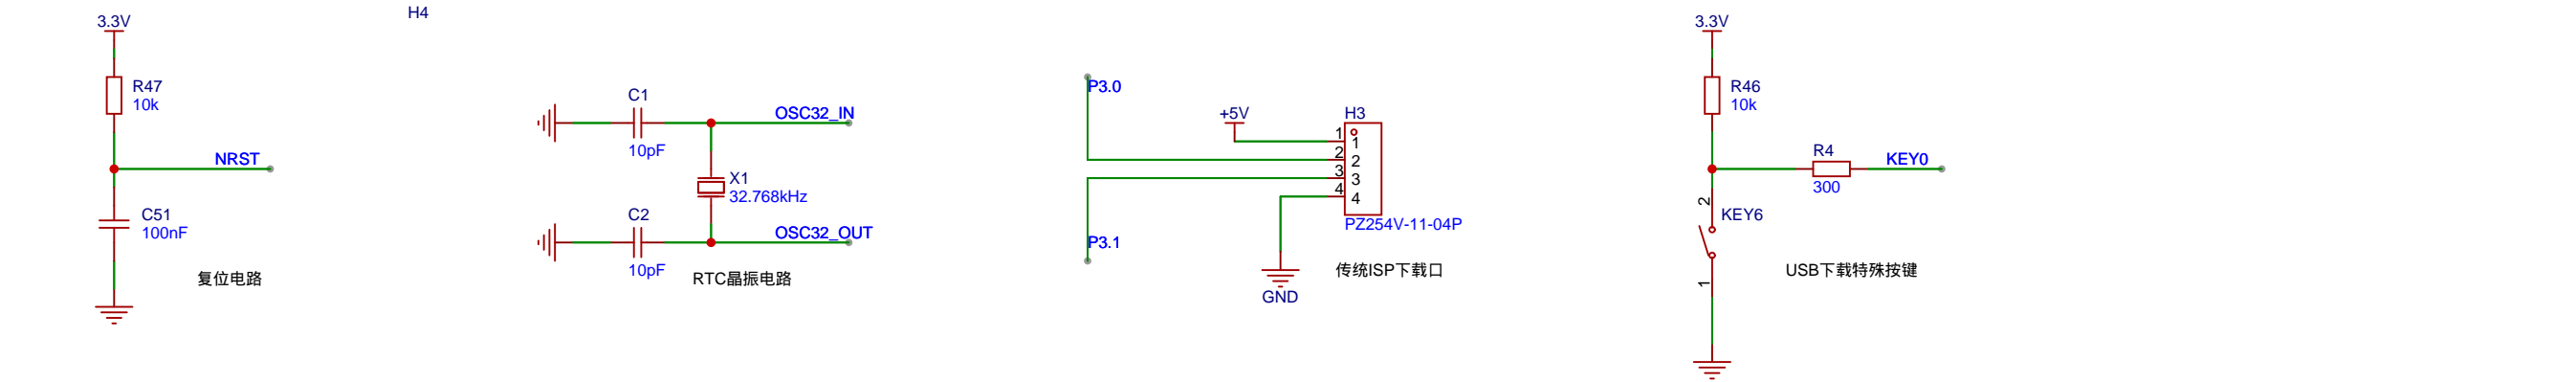 H4
3.3V
R47
10k
NRST
C51
100nF
复位电路
C1
10pF
OSC32_IN
X1
32.768kHz
C2
10pF
OSC32_OUT
RTC晶振电路
P3.0
+5V
H3
1 1
2 2
3 3
4 4
PZ254V-11-04P
P3.1
GND
传统ISP下载口
3.3V
R46
10k
R4
300
KEY0
2
KEY6
1
USB下载特殊按键